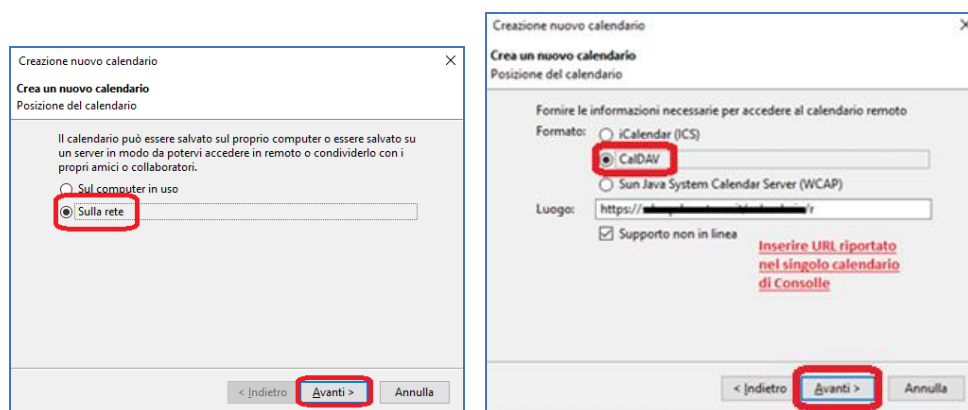 Creazione nuovo calendario
Crea un nuovo calendario
Posizione del calendario
Il calendario può essere salvato sul proprio computer o essere salvato su
un server in modo da potervi accedere in remoto o condividerlo con i
propri amici o collaboratori.
Sul computer in uso
Sulla rete
< Indietro
Avanti >
Annulla
Creazione nuovo calendario
Crea un nuovo calendario
Posizione del calendario
Fornire le informazioni necessarie per accedere al calendario remoto
Formato:
iCalendar (ICS)
CalDAV
Sun Java System Calendar Server (WCAP)
Luogo:
https://
Supporto non in linea
Inserire URL riportato
nel singolo calendario
di Consolle
< Indietro
Avanti >
Annulla